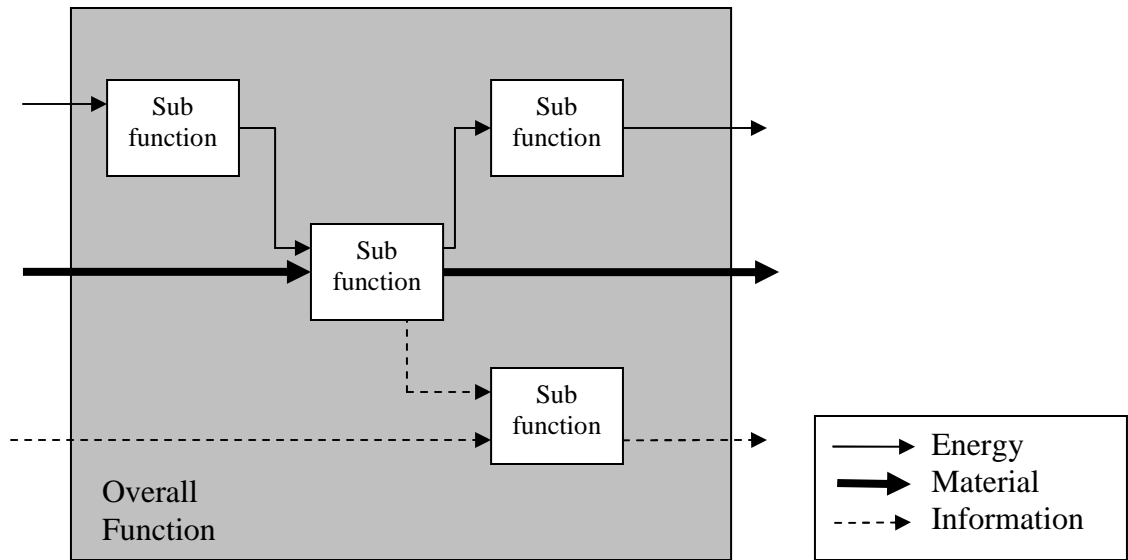 Sub
function
Sub
function
Sub
function
Sub
function
Overall
Function
Energy
Material
Information